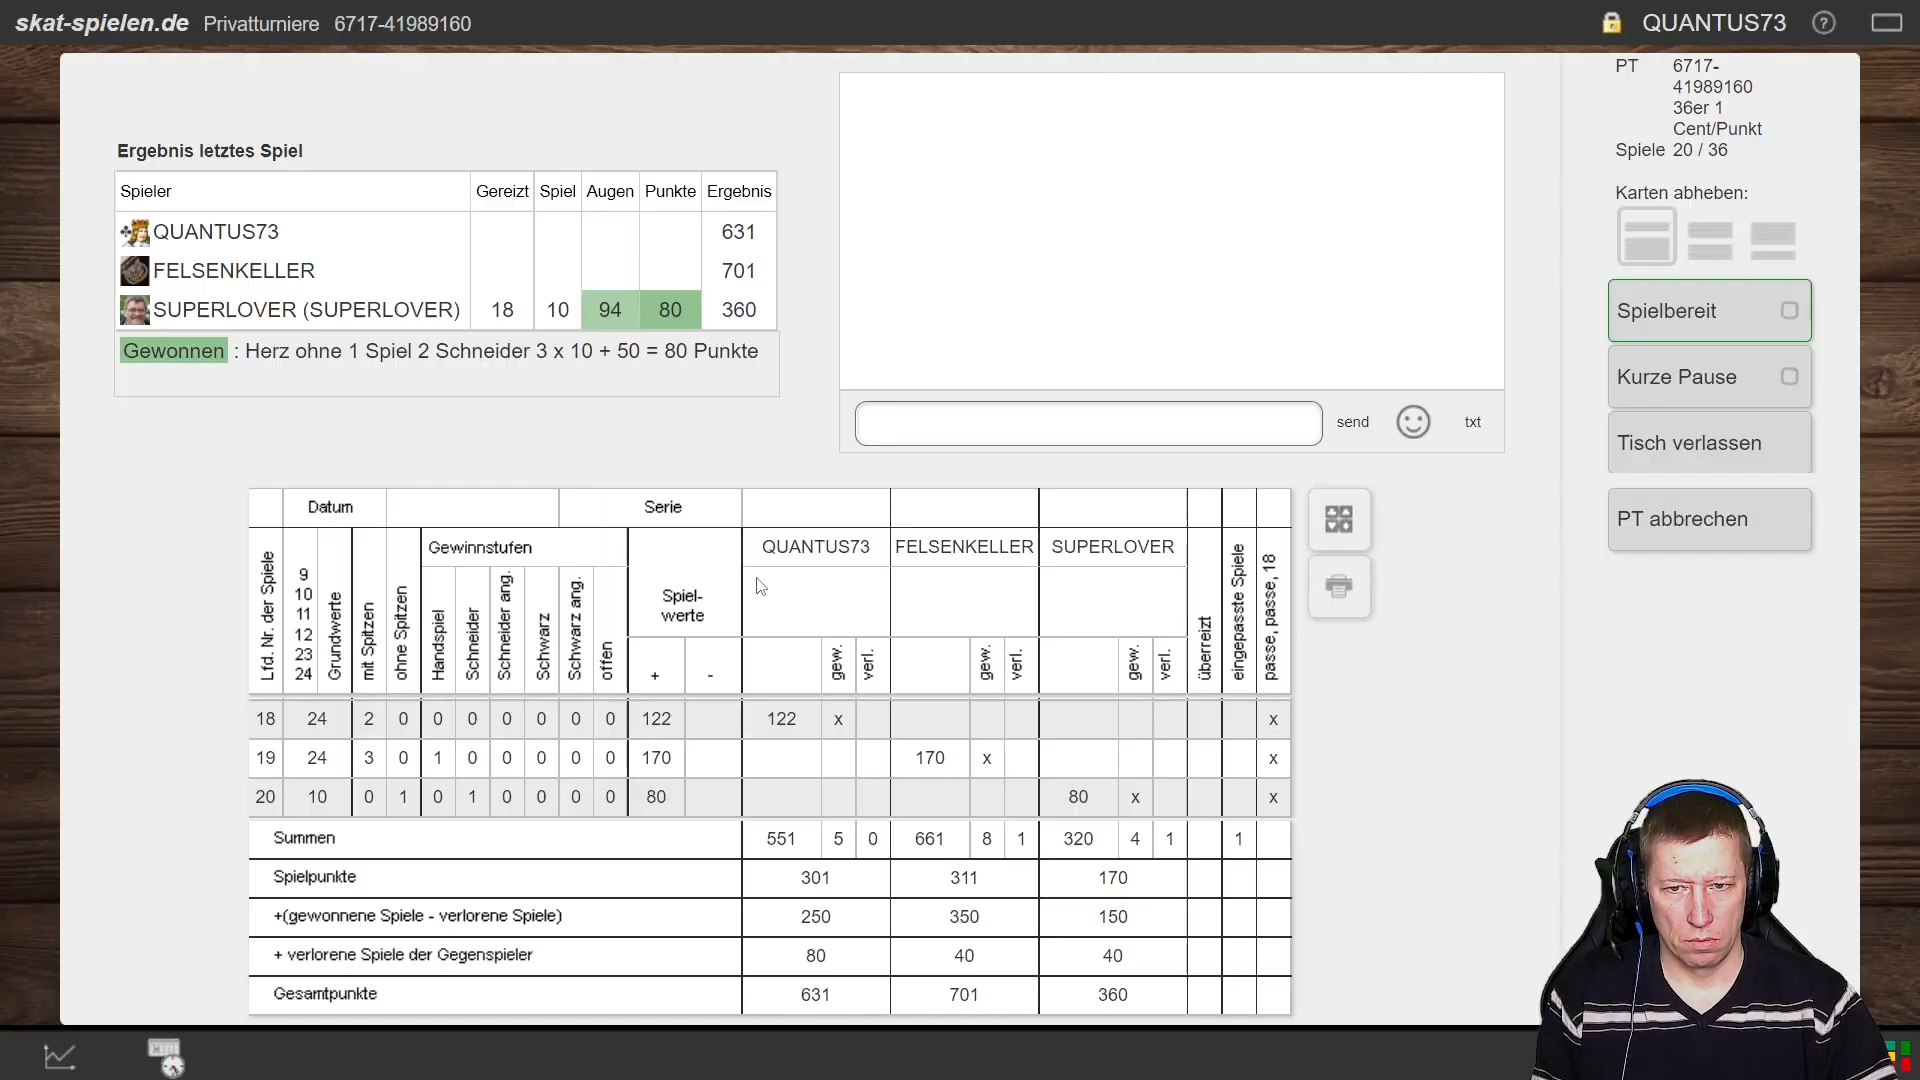 skat-spielen.de Privatturniere 6717-41989160 QUANTUS73 ?
PT 6717-
41989160
36er 1
Cent/Punkt
Spiele 20 / 36
Karten abheben:
Spielbereit
Kurze Pause
Tisch verlassen
PT abbrechen
Ergebnis letztes Spiel
Spieler Gereizt Spiel Augen Punkte Ergebnis
QUANTUS73 631
FELSENKELLER 701
SUPERLOVER (SUPERLOVER) 18 10 94 80 360
Gewonnen : Herz ohne 1 Spiel 2 Schneider 3 x 10 + 50 = 80 Punkte
send txt
Datum Serie
Lfd. Nr. der Spiele
9
10
11
12
23
24
Grundwerte
mit Spitzen
ohne Spitzen
Gewinnstufen
Handspiel
Schneider
Schneider ang.
Schwarz
Schwarz ang.
offen
Spiel-
werte
+ -
QUANTUS73 FELSENKELLER SUPERLOVER
gew. verl. gew. verl. gew. verl.
überreizt
eingepasste Spiele
passe, passe, 18
18 24 2 0 0 0 0 0 0 0 122 122 x x
19 24 3 0 1 0 0 0 0 0 170 170 x x
20 10 0 1 0 1 0 0 0 0 80 80 x x
Summen 551 5 0 661 8 1 320 4 1 1
Spielpunkte 301 311 170
+(gewonnene Spiele - verlorene Spiele) 250 350 150
+ verlorene Spiele der Gegenspieler 80 40 40
Gesamtpunkte 631 701 360